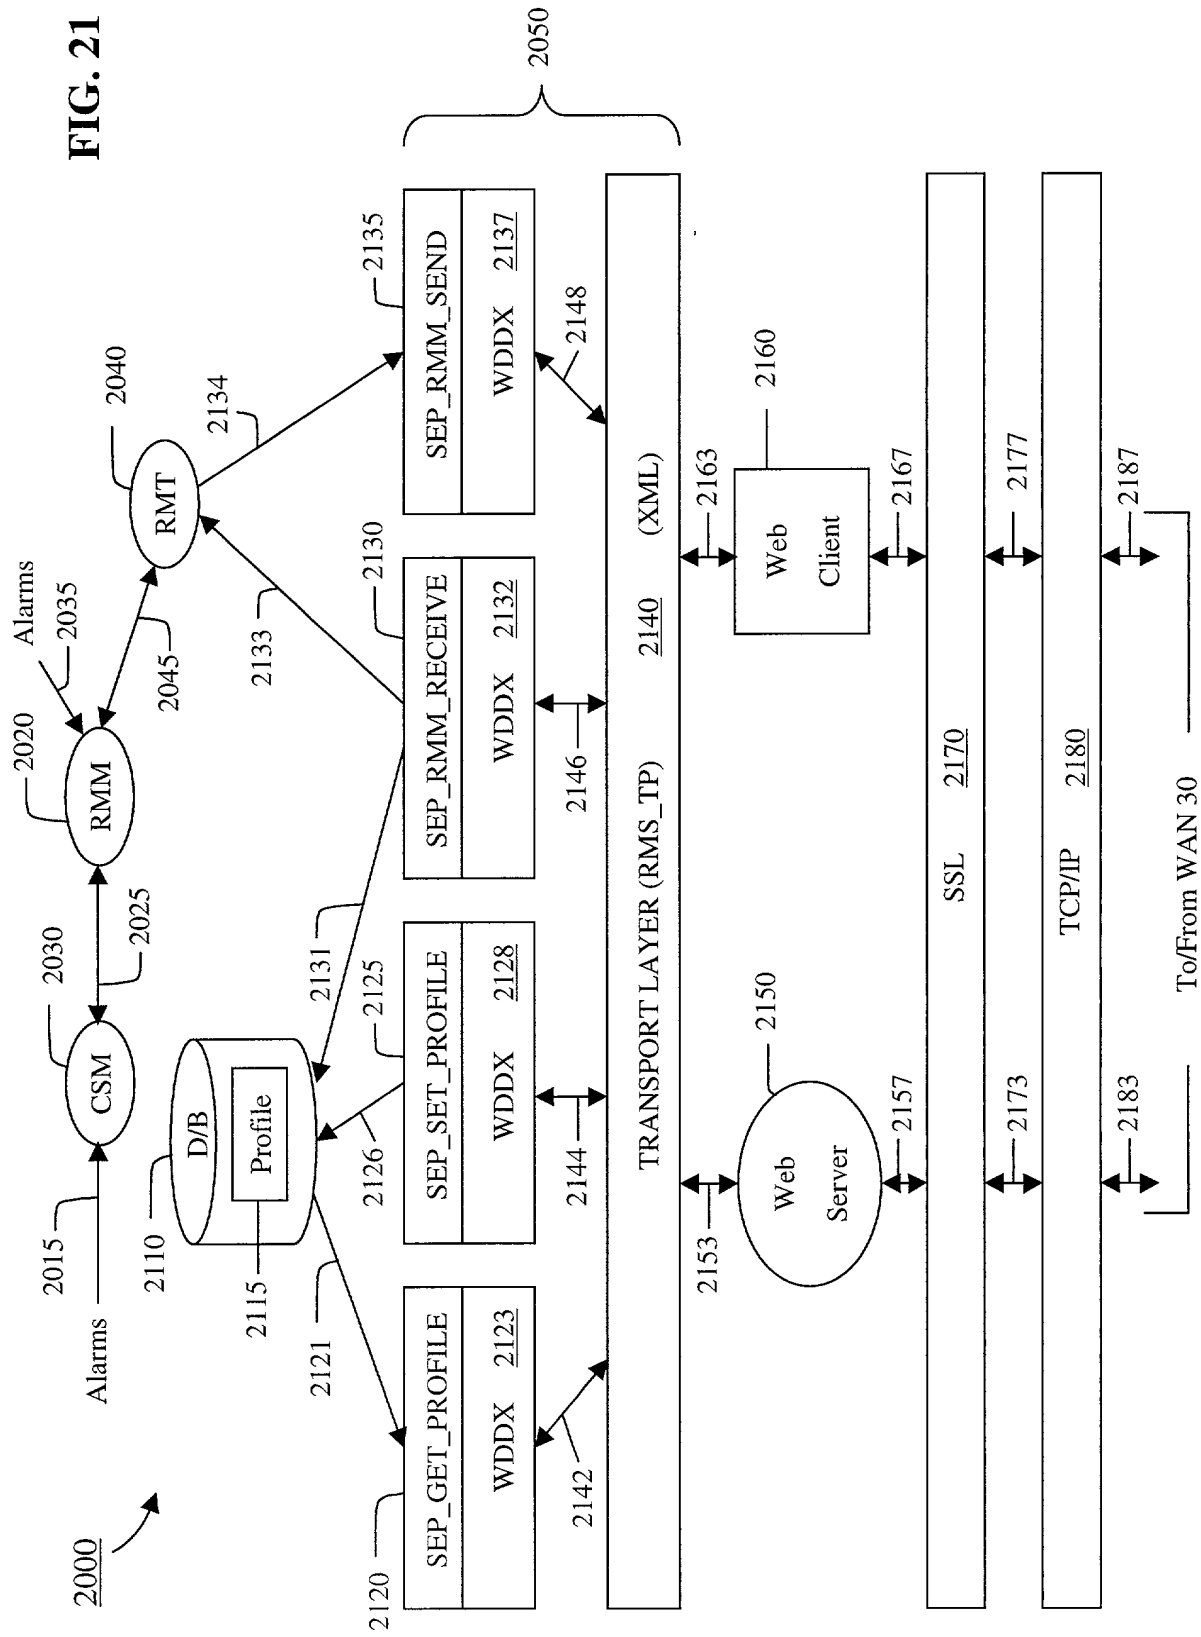 FIG. 21
2000
Alarms
2015
CSM
2030
2025
RMM
2020
Alarms
2035
2045
RMT
2040
2110
D/B
Profile
2115
2121
2126
2131
2133
2134
2050
2120
SEP_GET_PROFILE
WDDX 2123
2125
SEP_SET_PROFILE
WDDX 2128
2130
SEP_RMM_RECEIVE
WDDX 2132
2135
SEP_RMM_SEND
WDDX 2137
2142
2144
2146
2148
TRANSPORT LAYER (RMS_TP) 2140 (XML)
2153
2163
Web
Server
2150
Web
Client
2160
2157
2167
SSL 2170
2173
2177
TCP/IP 2180
2183
2187
To/From WAN 30